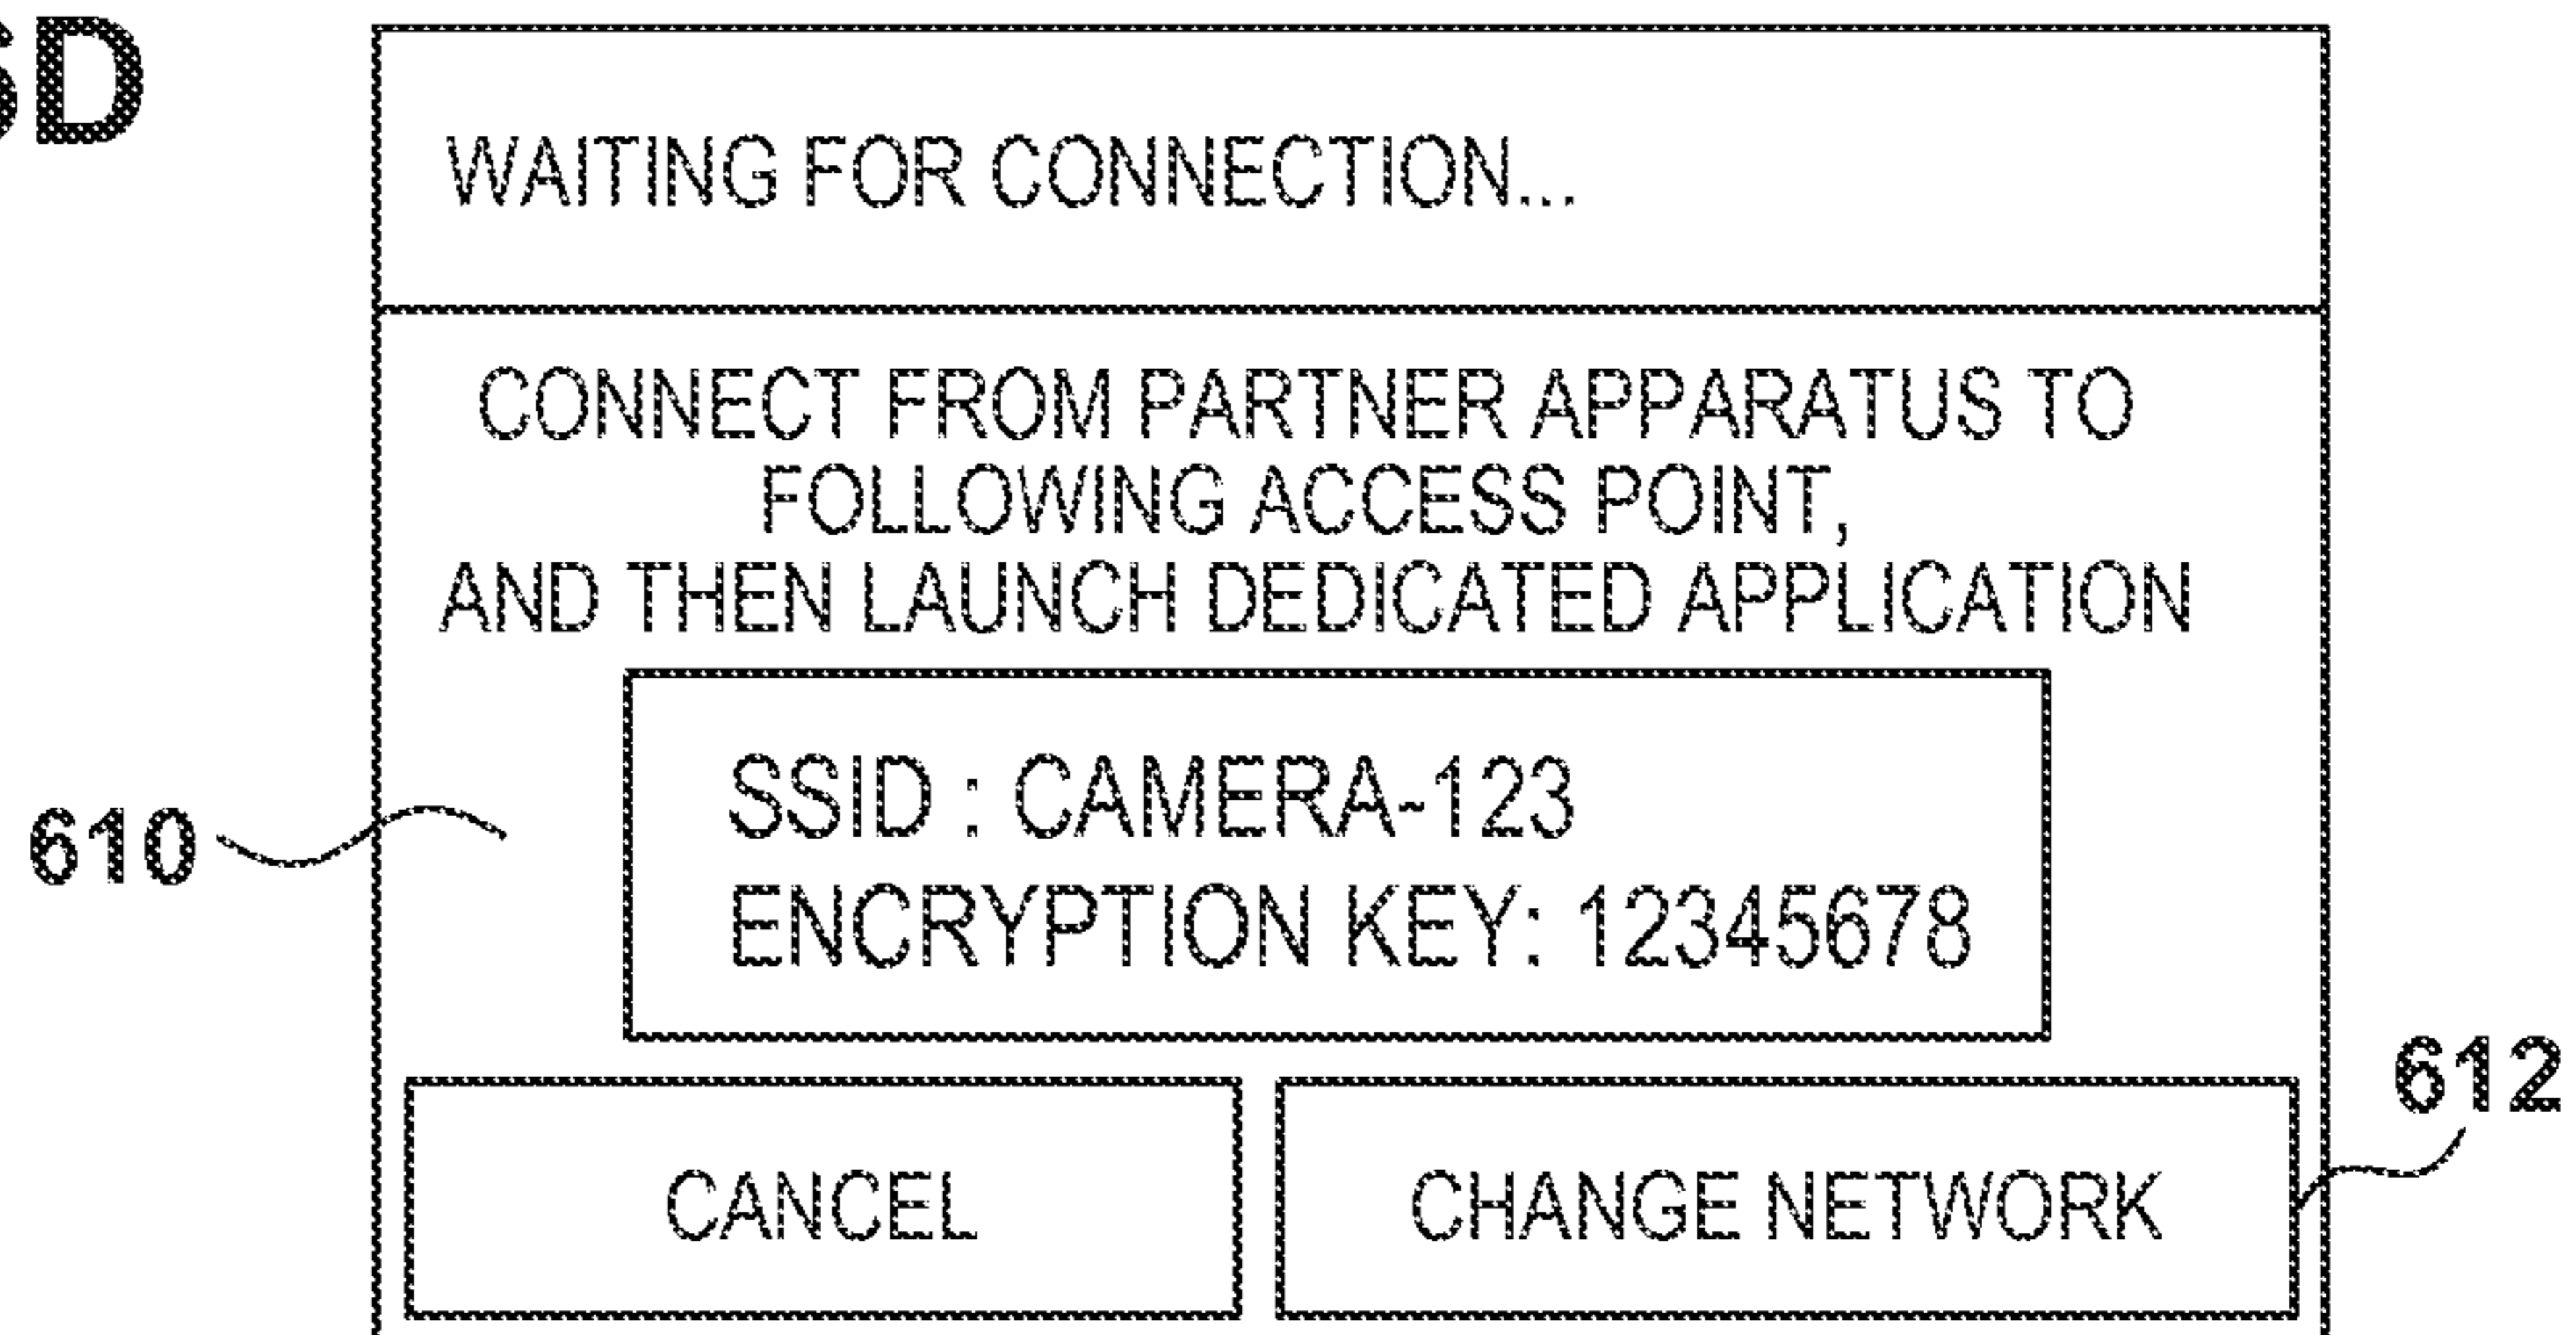 6D
WAITING FOR CONNECTION...
CONNECT FROM PARTNER APPARATUS TO
FOLLOWING ACCESS POINT,
AND THEN LAUNCH DEDICATED APPLICATION
SSID : CAMERA-123
610
ENCRYPTION KEY: 12345678
612
CANCEL
CHANGE NETWORK